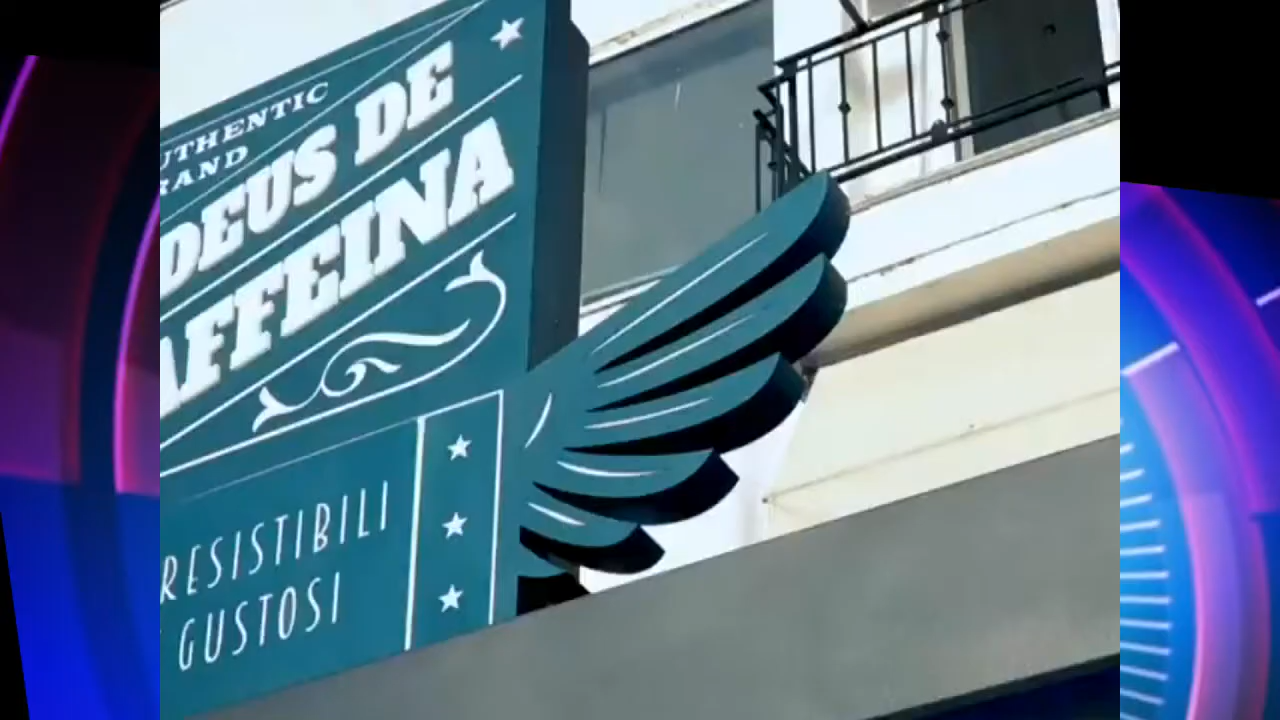 UTHENTIC
RAND
DEUS DE
AFFEINA
RESISTIBILI
GUSTOSI